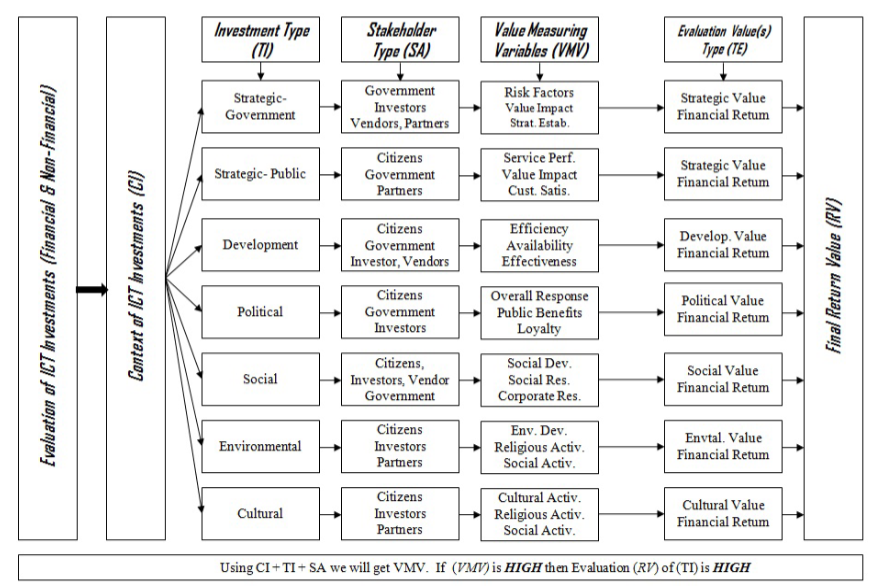 Evaluation of ICT Investments (Financial & Non-Financial)
Context of ICT Investments (CI)
Investment Type
(TI)
Stakeholder
Type (SA)
Value Measuring
Variables (VMV)
Evaluation Value(s)
Type (TE)
Strategic-
Government
Government
Investors
Vendors, Partners
Risk Factors
Value Impact
Strat. Estab.
Strategic Value
Financial Return
Strategic- Public
Citizens
Government
Partners
Service Perf.
Value Impact
Cust. Satis.
Strategic Value
Financial Return
Development
Citizens
Government
Investor, Vendors
Efficiency
Availability
Effectiveness
Develop. Value
Financial Return
Political
Citizens
Government
Investors
Overall Response
Public Benefits
Loyalty
Political Value
Financial Return
Social
Citizens,
Investors, Vendor
Government
Social Dev.
Social Res.
Corporate Res.
Social Value
Financial Return
Environmental
Citizens
Investors
Partners
Env. Dev.
Religious Activ.
Social Activ.
Envtal. Value
Financial Return
Cultural
Citizens
Investors
Partners
Cultural Activ.
Religious Activ.
Social Activ.
Cultural Value
Financial Return
Final Return Value (RV)
Using CI + TI + SA we will get VMV. If (VMV) is HIGH then Evaluation (RV) of (TI) is HIGH